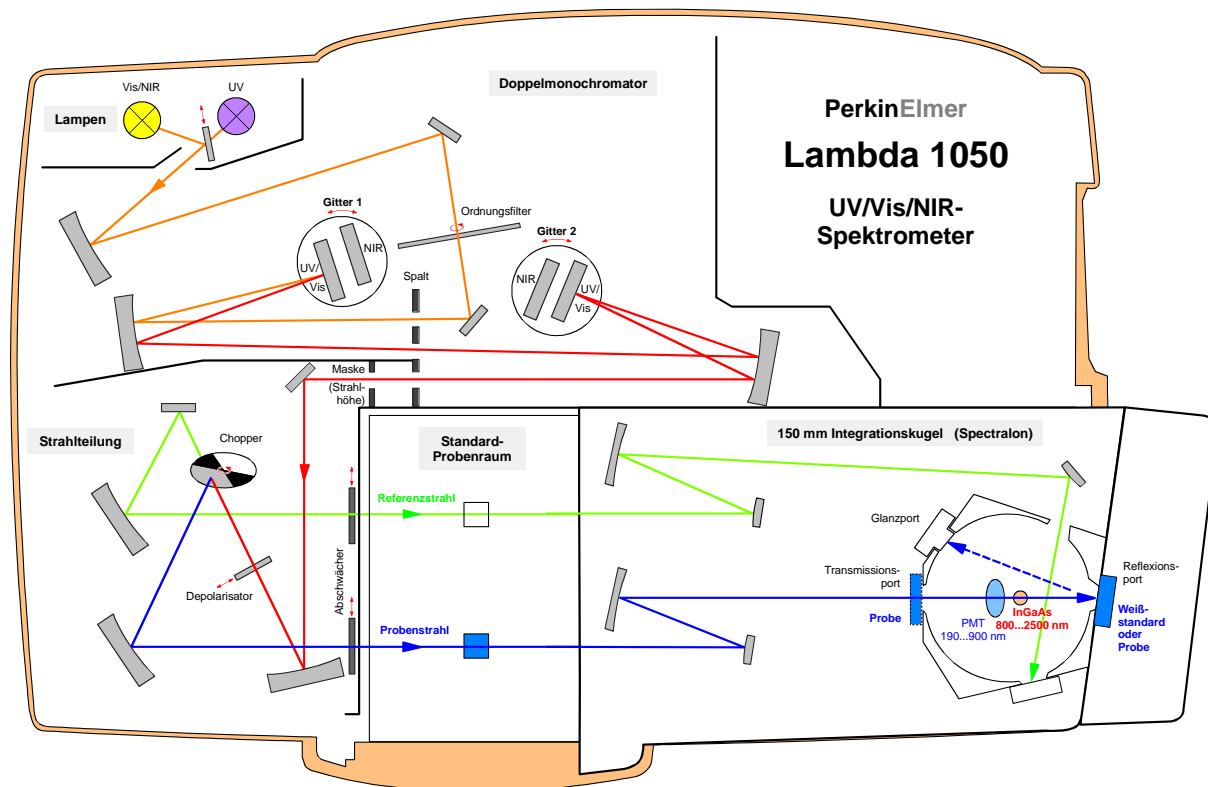 Vis/NIR
UV
Lampen
Doppelmonochromator
PerkinElmer
Lambda 1050
UV/Vis/NIR-
Spektrometer
Gitter 1
NIR
UV/
Vis
Ordnungsfilter
Gitter 2
NIR
UV/
Vis
Spalt
Maske
(Strahl-
höhe)
Strahlteilung
Chopper
Standard-
Probenraum
150 mm Integrationskugel (Spectralon)
Referenzstrahl
Glanzport
Depolarisator
Abschwächer
Transmissions-
port
Reflexions-
port
Probe
InGaAs
800...2500 nm
PMT
190...900 nm
Weiß-
standard
oder
Probe
Probenstrahl